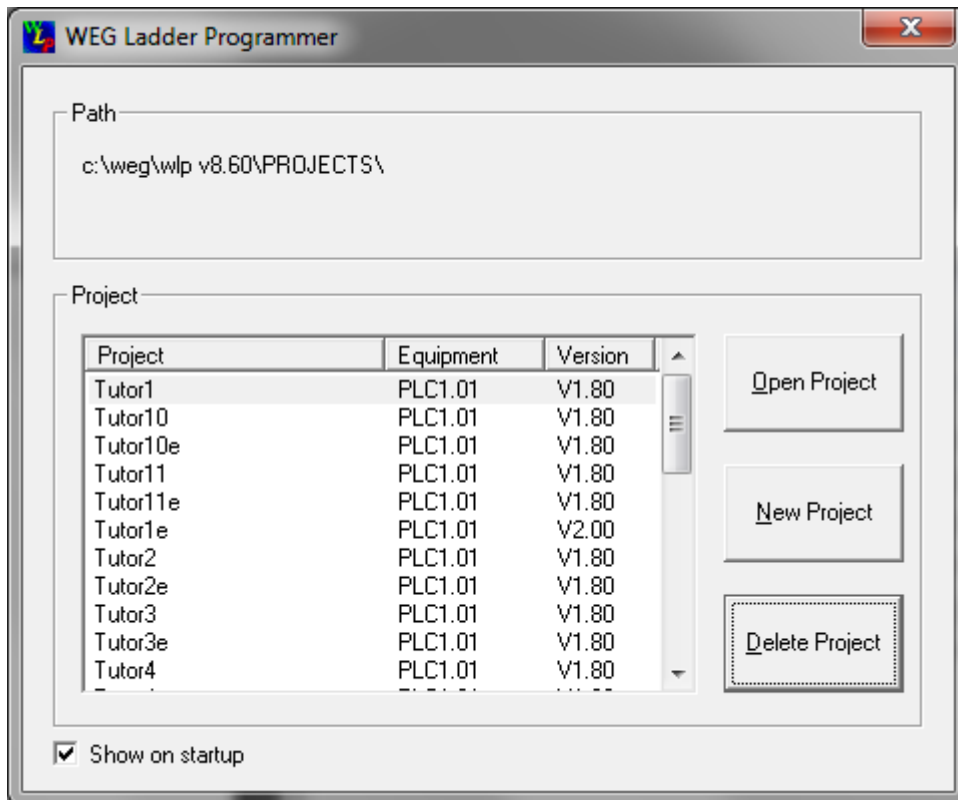 WEG Ladder Programmer
Path
c:\weg\wlp v8.60\PROJECTS\
Project
Project Equipment Version
Tutor1 PLC1.01 V1.80
Tutor10 PLC1.01 V1.80
Tutor10e PLC1.01 V1.80
Tutor11 PLC1.01 V1.80
Tutor11e PLC1.01 V1.80
Tutor1e PLC1.01 V2.00
Tutor2 PLC1.01 V1.80
Tutor2e PLC1.01 V1.80
Tutor3 PLC1.01 V1.80
Tutor3e PLC1.01 V1.80
Tutor4 PLC1.01 V1.80
Open Project
New Project
Delete Project
Show on startup